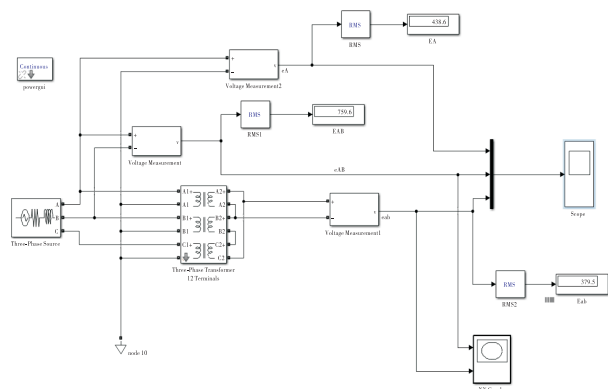 438.6
RMS
RMS
EA
Continuous
powergui
+
−
v
eA
Voltage Measurement2
RMS
759.6
RMS1
EAB
+
−
v
Voltage Measurement
eAB
Scope
A
B
C
Three-Phase Source
A1+
A1
B1+
B1
C1+
C1
A2+
A2
B2+
B2
C2+
C2
Three-Phase Transformer
12 Terminals
+
−
v
eab
Voltage Measurement1
RMS
379.5
RMS2
Eab
node 10